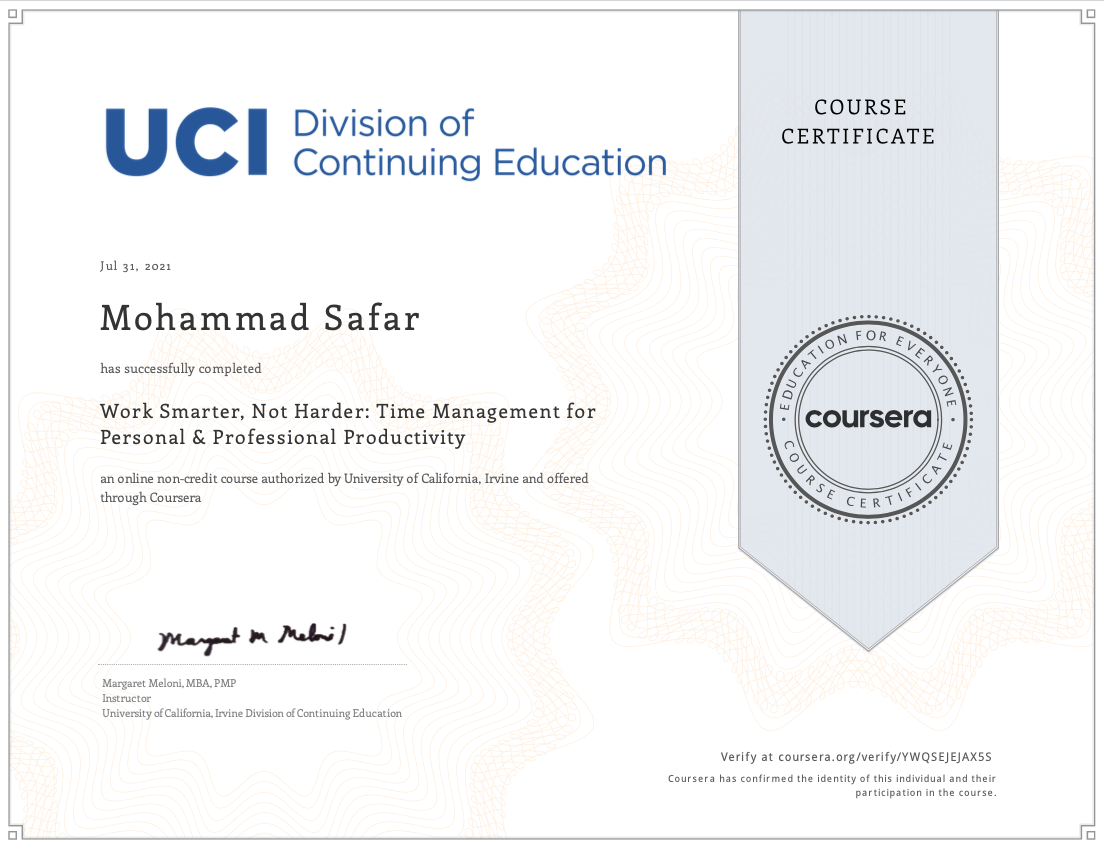 UCI Division of
Continuing Education
COURSE
CERTIFICATE
Jul 31, 2021
Mohammad Safar
has successfully completed
Work Smarter, Not Harder: Time Management for
Personal & Professional Productivity
an online non-credit course authorized by University of California, Irvine and offered
through Coursera
EDUCATION FOR EVERYONE
coursera
COURSE CERTIFICATE
Margaret M Meloni
Margaret Meloni, MBA, PMP
Instructor
University of California, Irvine Division of Continuing Education
Verify at coursera.org/verify/YWQSEJEJAX5S
Coursera has confirmed the identity of this individual and their
participation in the course.